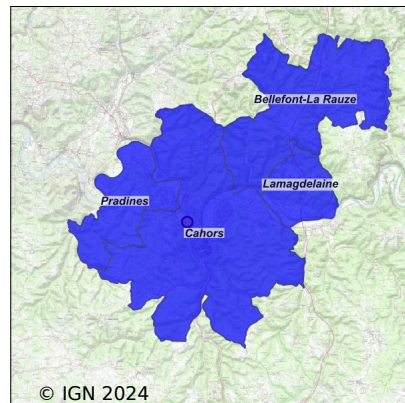 Bellefont-La Rauze
Lamagdelaine
Pradines
Cahors
© IGN 2024